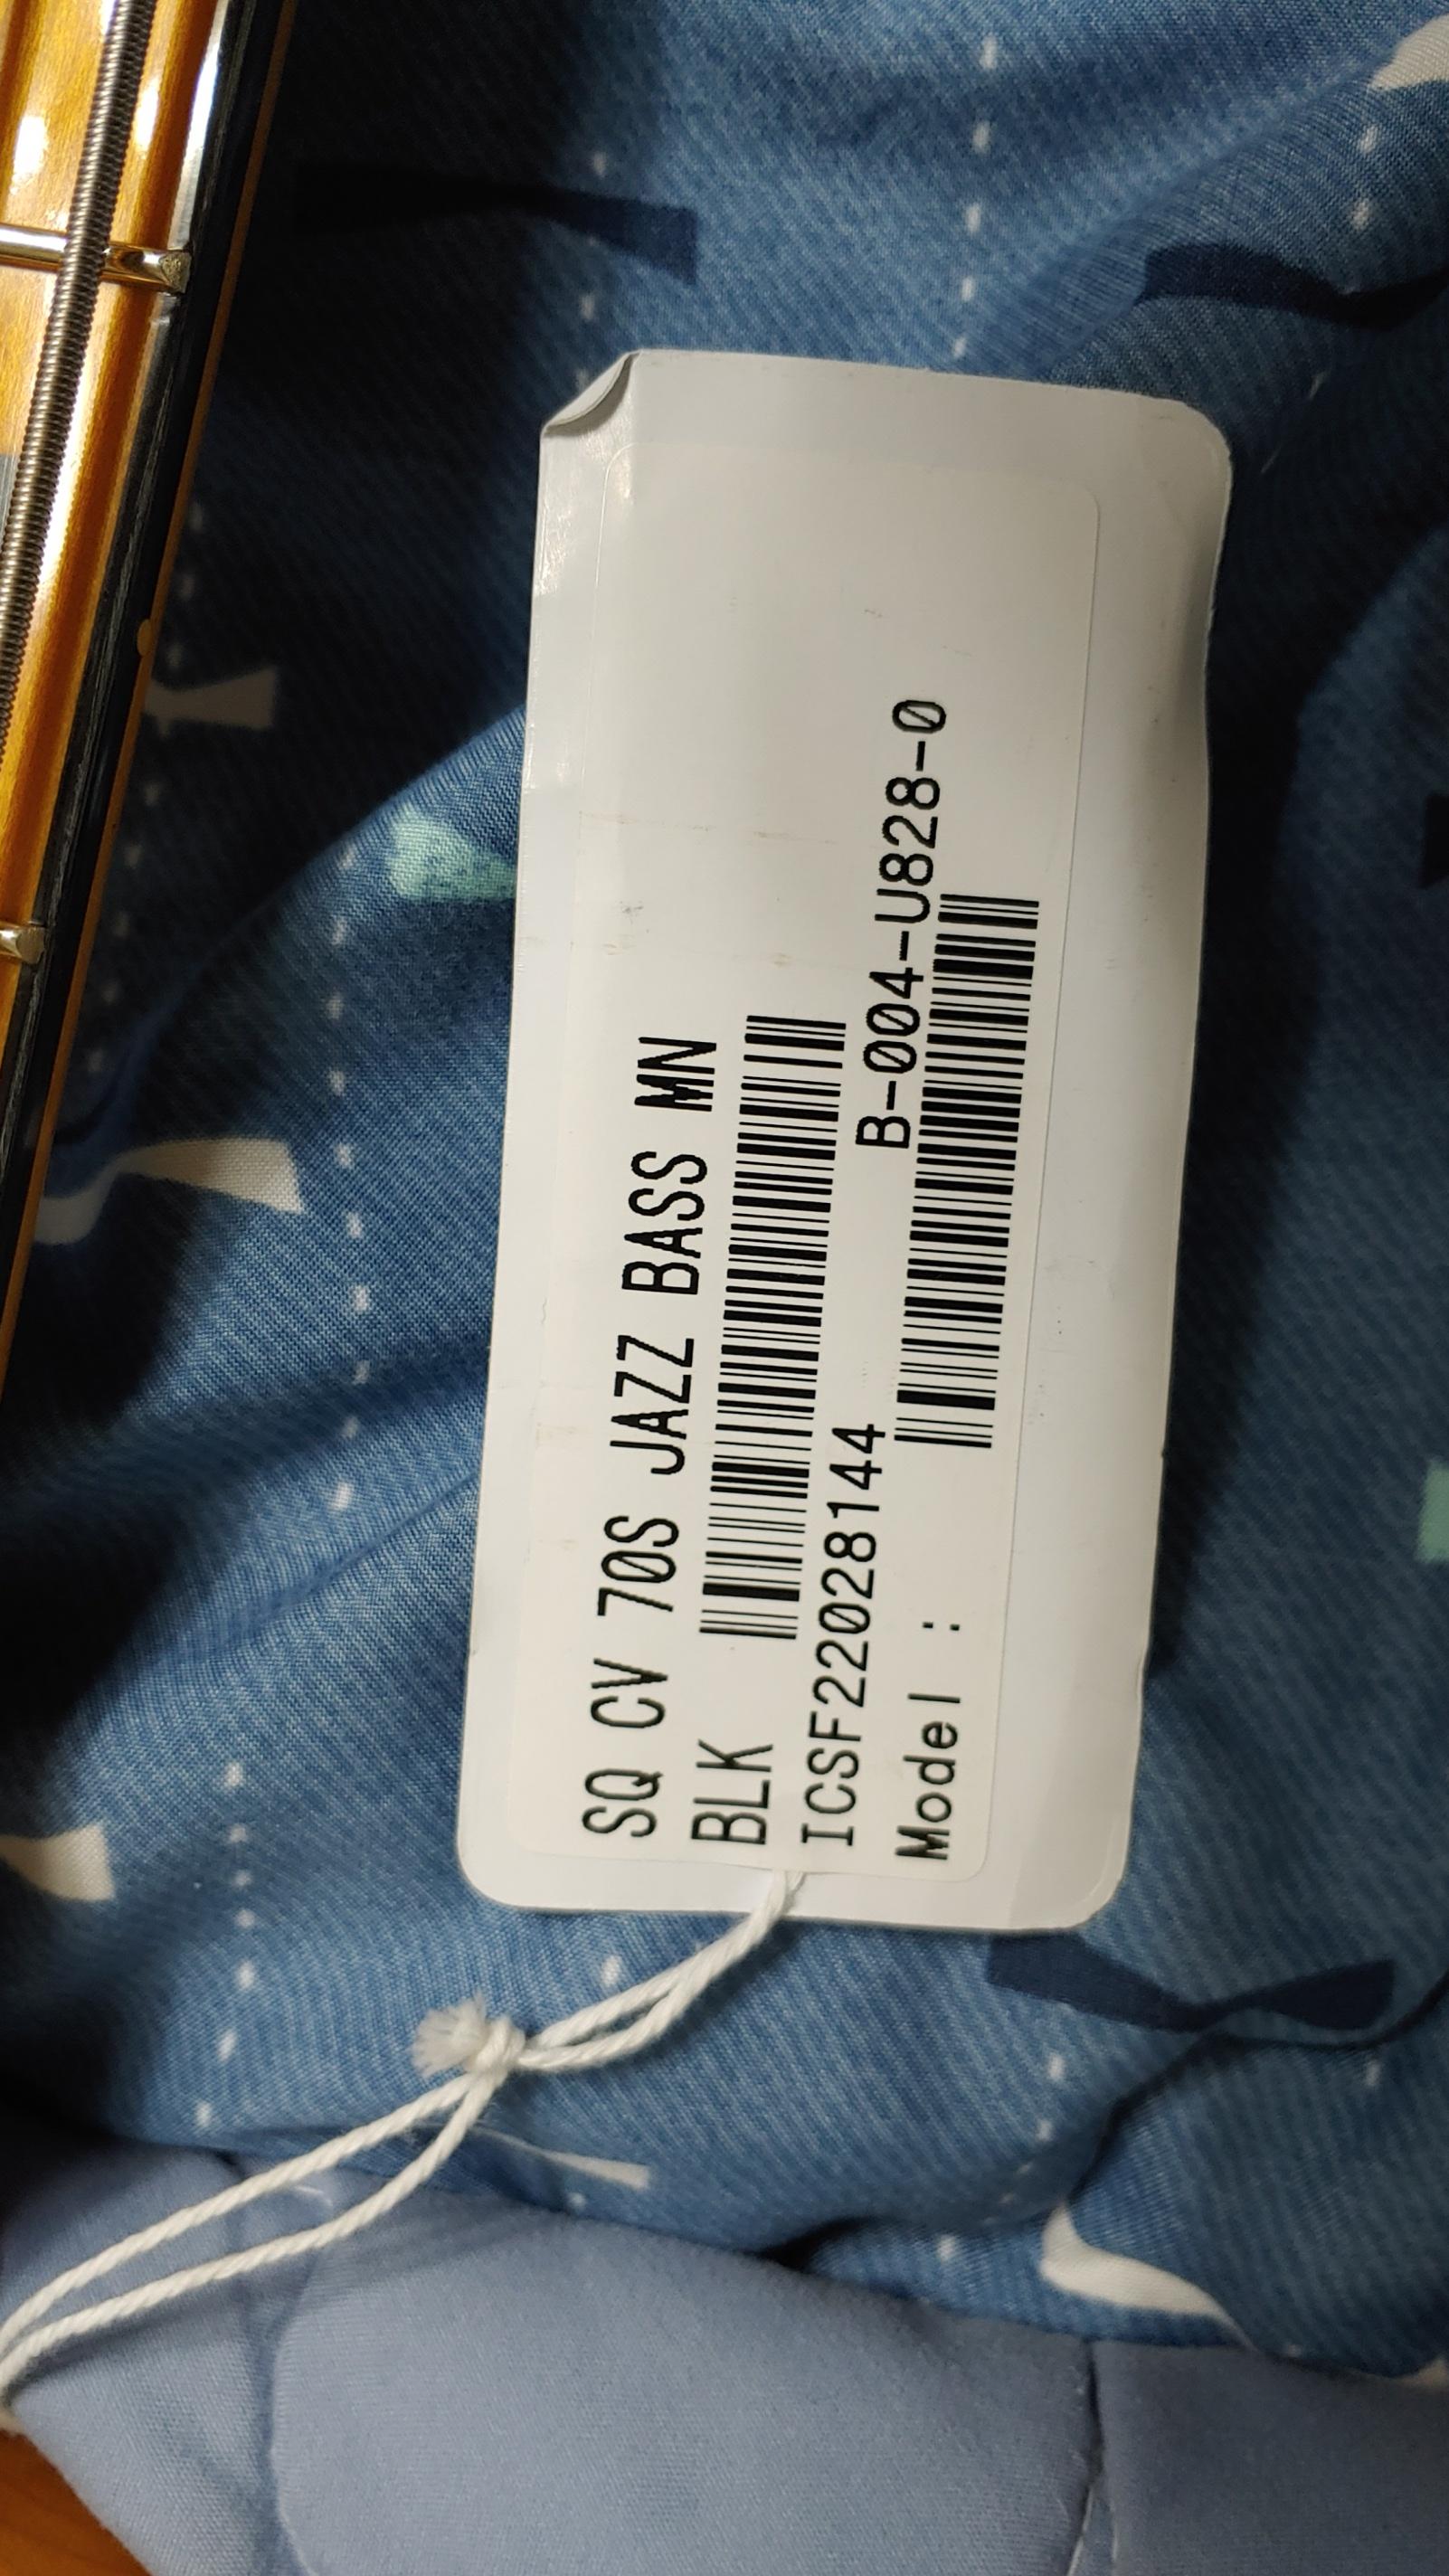 SQ CV 70S JAZZ BASS MN
BLK
ICSF22028144
B-004-U828-0
Model :